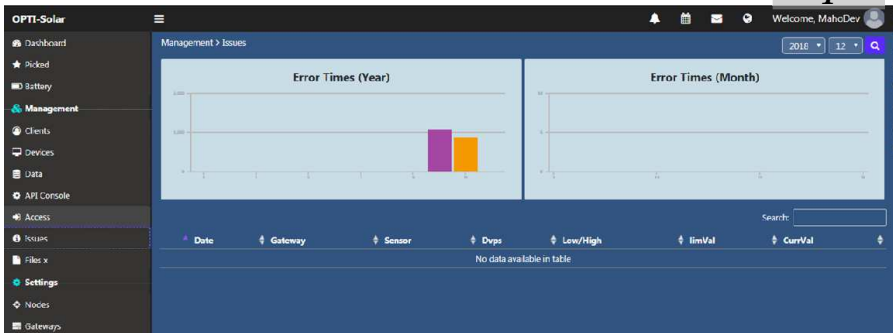 OPTI-Solar
Welcome, MahoDev
Dashboard
Picked
Battery
Management
Clients
Devices
Data
API Console
Access
Issues
Files x
Settings
Nodes
Gateways
Management > Issues
2018
12
Error Times (Year)
Error Times (Month)
Search:
Date
Gateway
Sensor
Dvps
Low/High
limVal
CurrVal
No data available in table